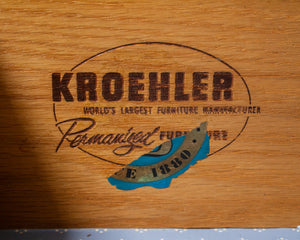 KROEHLER
WORLD'S LARGEST FURNITURE MANUFACTURER
Permanized FURNITURE
E 1880